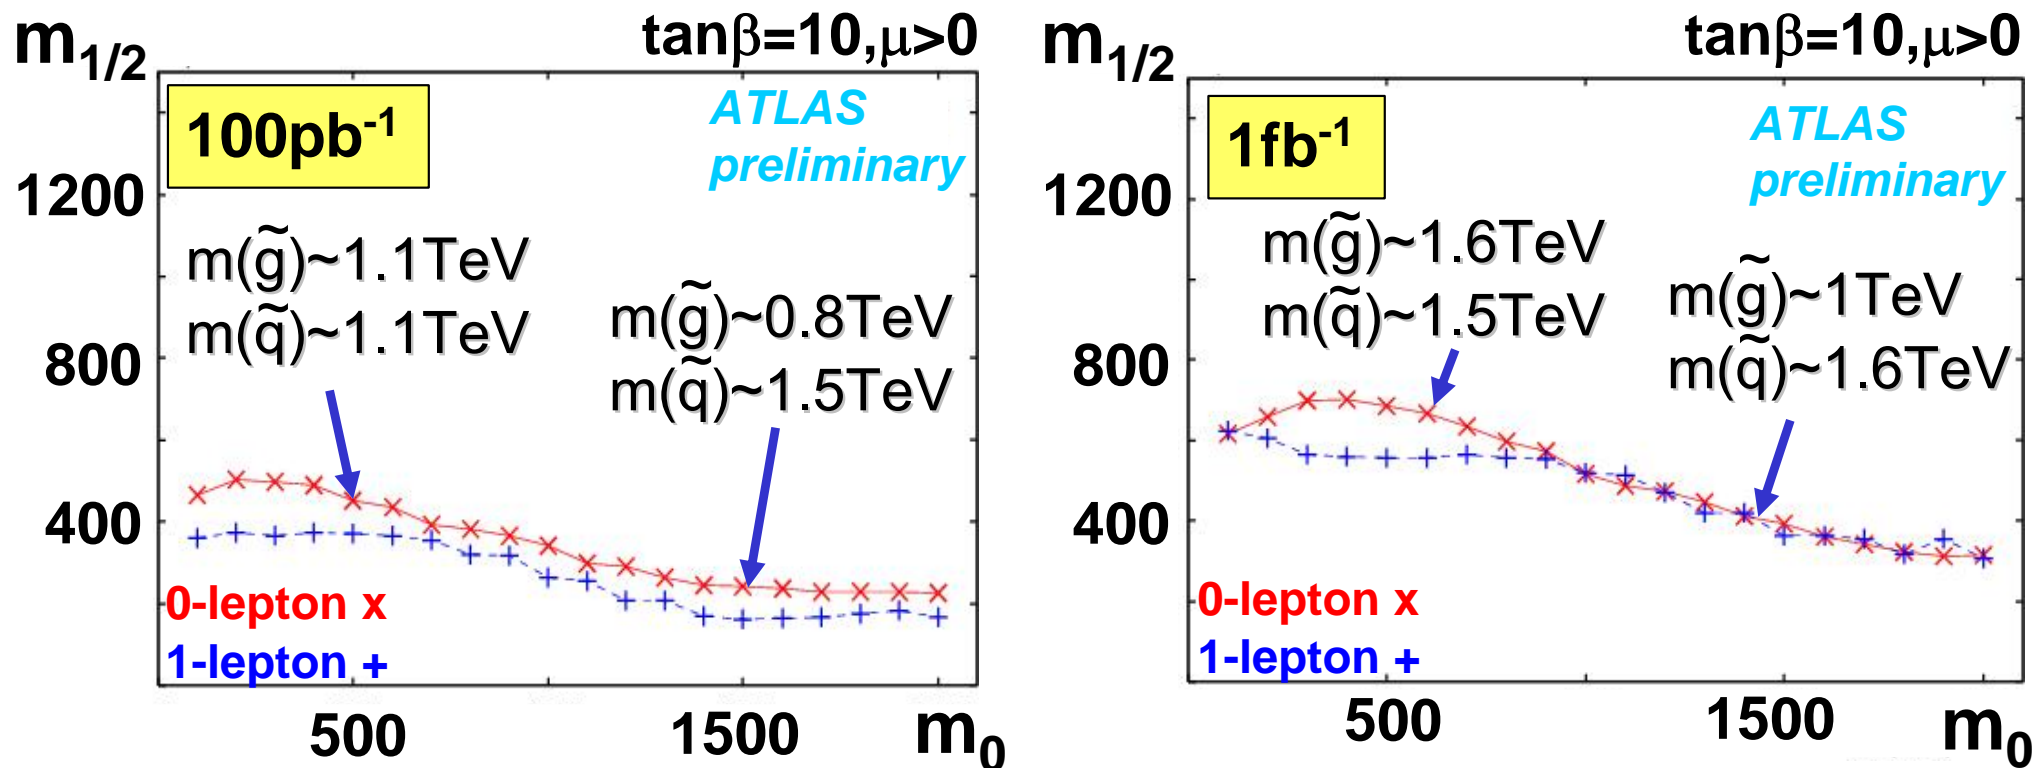 m1/2
tanβ=10,μ>0
100pb-1
ATLAS
preliminary
1200
m(g̃)~1.1TeV
m(q̃)~1.1TeV
m(g̃)~0.8TeV
m(q̃)~1.5TeV
800
400
0-lepton x
1-lepton +
500
1500
m0
m1/2
tanβ=10,μ>0
1fb-1
ATLAS
preliminary
1200
m(g̃)~1.6TeV
m(q̃)~1.5TeV
m(g̃)~1TeV
m(q̃)~1.6TeV
800
400
0-lepton x
1-lepton +
500
1500
m0